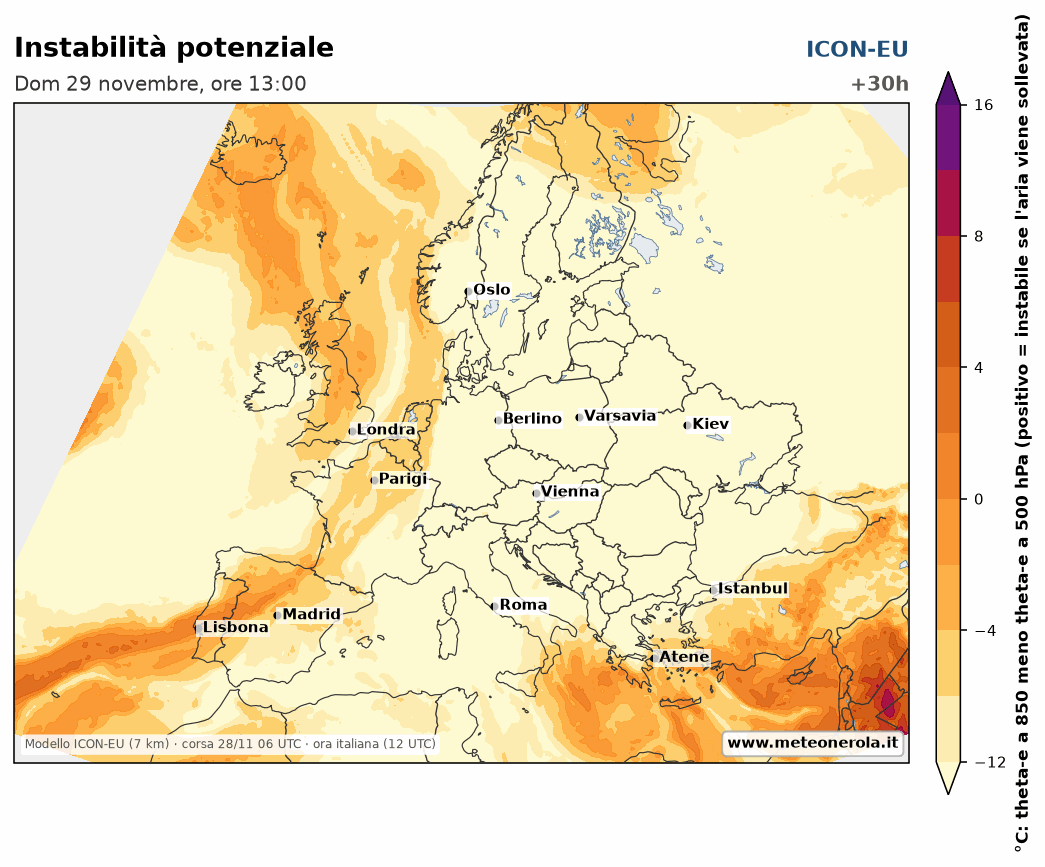 Instabilità potenziale
ICON-EU
Dom 29 novembre, ore 13:00
+30h
Oslo
Berlino
Varsavia
Kiev
Londra
Parigi
Vienna
Istanbul
Roma
Madrid
Lisbona
Atene
Modello ICON-EU (7 km) · corsa 28/11 06 UTC · ora italiana (12 UTC)
www.meteonerola.it
16
8
4
0
−4
−12
°C: theta-e a 850 meno theta-e a 500 hPa (positivo = instabile se l'aria viene sollevata)